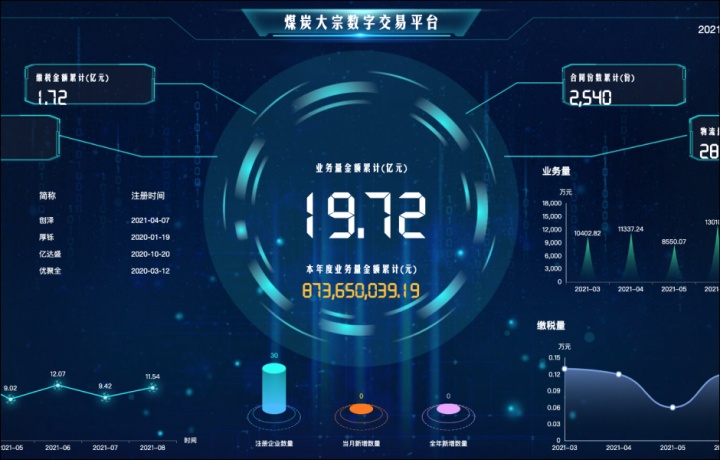 煤炭大宗数字交易平台
2021
缴税金额累计(亿元)
1.72
合同份数累计(份)
2,540
物流
28
业务量金额累计(亿元)
19.72
本年度业务量金额累计(元)
873,650,039.19
简称 注册时间
创泽 2021-04-07
厚铄 2020-01-19
亿达盛 2020-10-20
优聚全 2020-03-12
业务量
万元
18,000
15,000
12,000
9,000
6,000
3,000
0
10402.82
11337.24
8550.07
1301
2021-03 2021-04 2021-05 2021-0
缴税量
万元
0.15
0.12
0.09
0.06
0.03
0
2021-03 2021-04 2021-05 2021-0
9.02
12.07
9.42
11.54
2021-05 2021-06 2021-07 2021-08
时间
30
注册企业数量
0
当月新增数量
0
全年新增数量